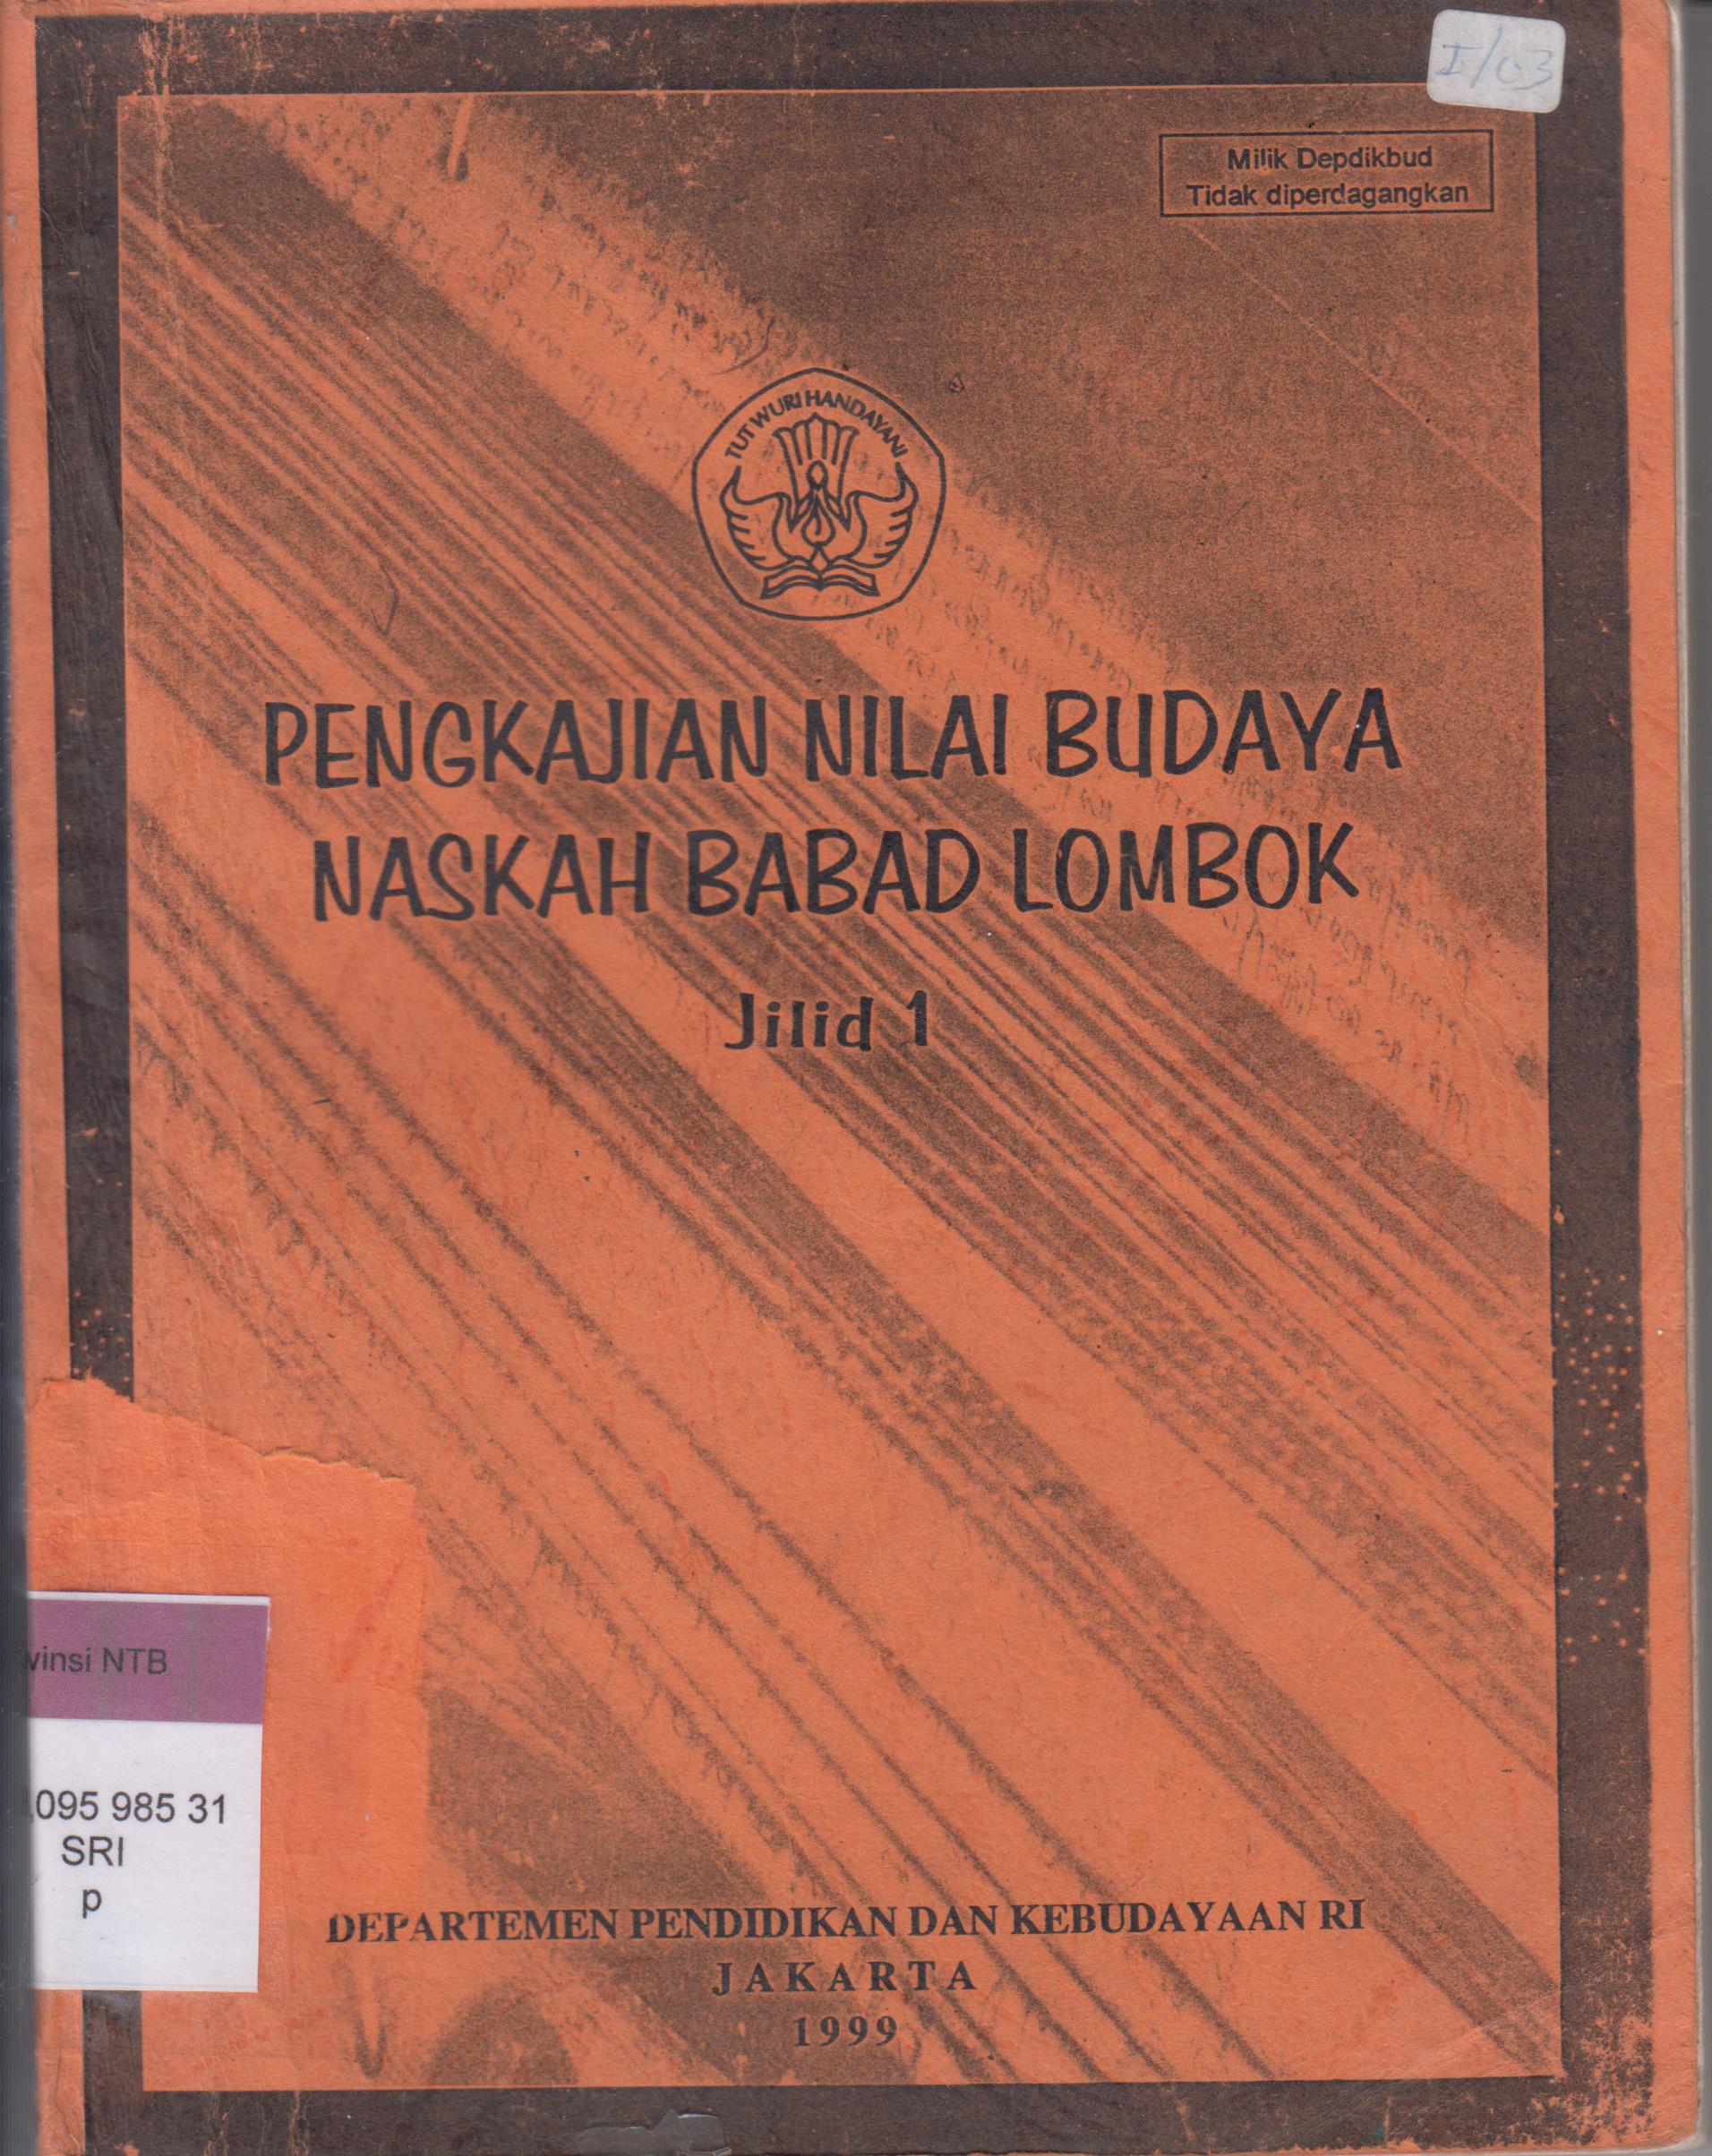 I/03
Milik Depdikbud
Tidak diperdagangkan
TUT WURI HANDAYANI
PENGKAJIAN NILAI BUDAYA
NASKAH BABAD LOMBOK
Jilid 1
vinsi NTB
.095 985 31
SRI
p
DEPARTEMEN PENDIDIKAN DAN KEBUDAYAAN RI
JAKARTA
1999